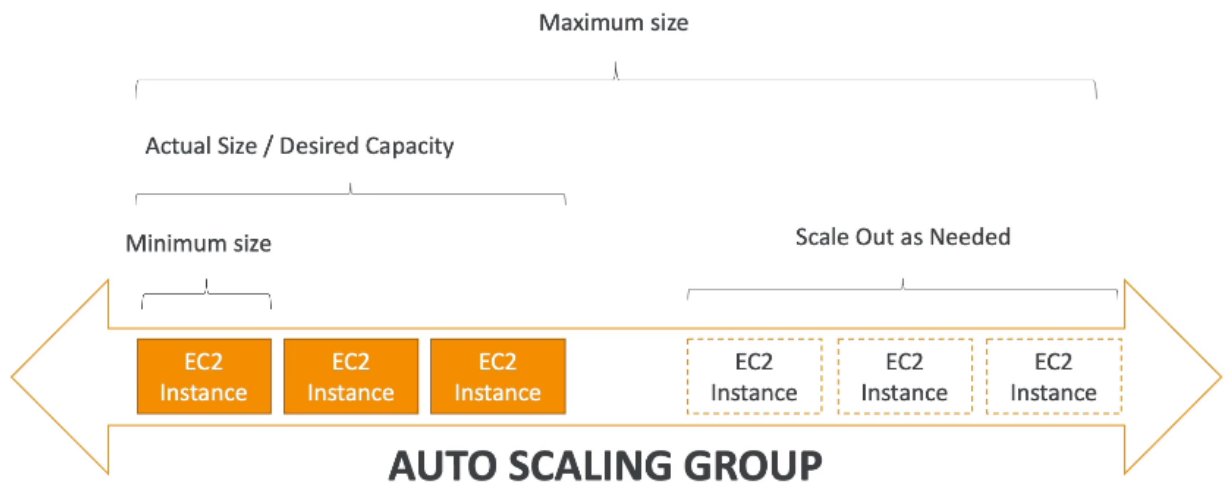 Maximum size
Actual Size / Desired Capacity
Minimum size
Scale Out as Needed
EC2
Instance
EC2
Instance
EC2
Instance
EC2
Instance
EC2
Instance
EC2
Instance
AUTO SCALING GROUP